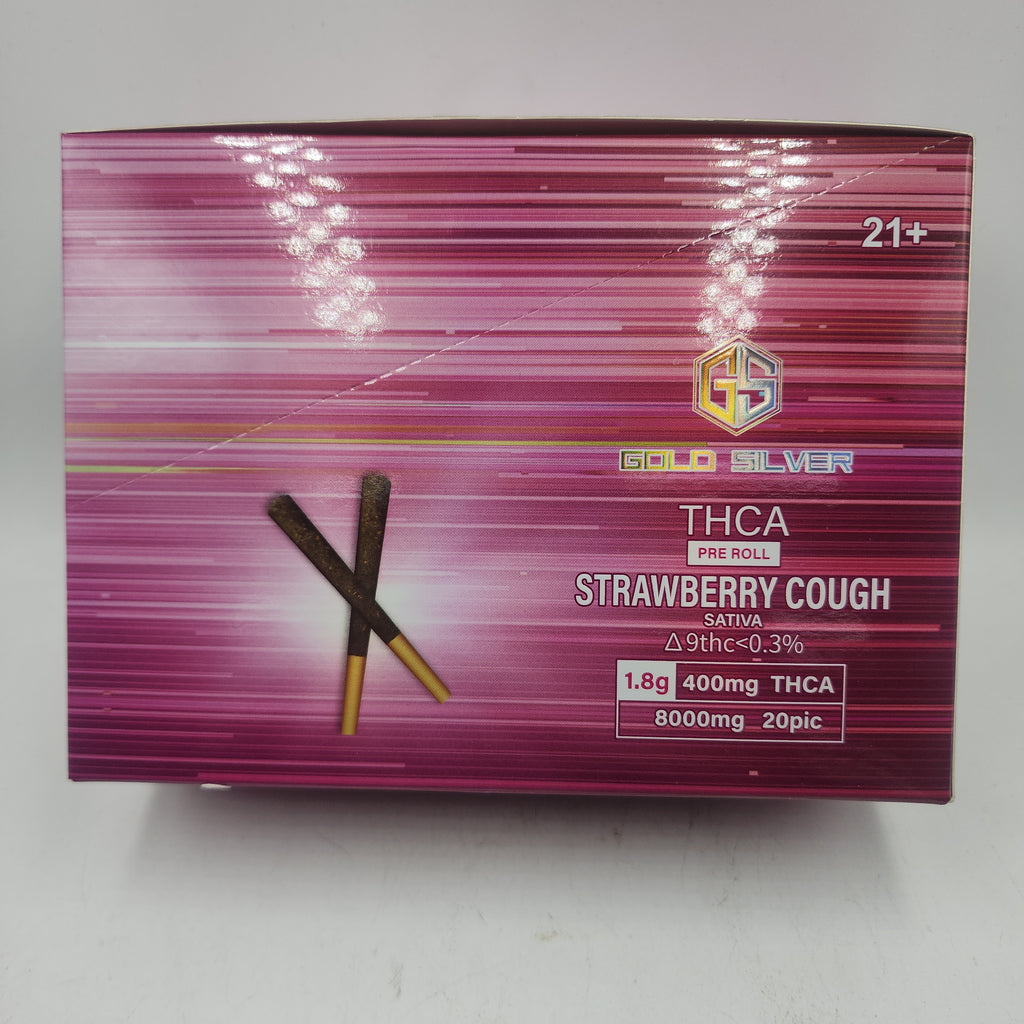 21+
GS
GOLD SILVER
THCA
PRE ROLL
STRAWBERRY COUGH
SATIVA
Δ9thc<0.3%
1.8g 400mg THCA
8000mg 20pic